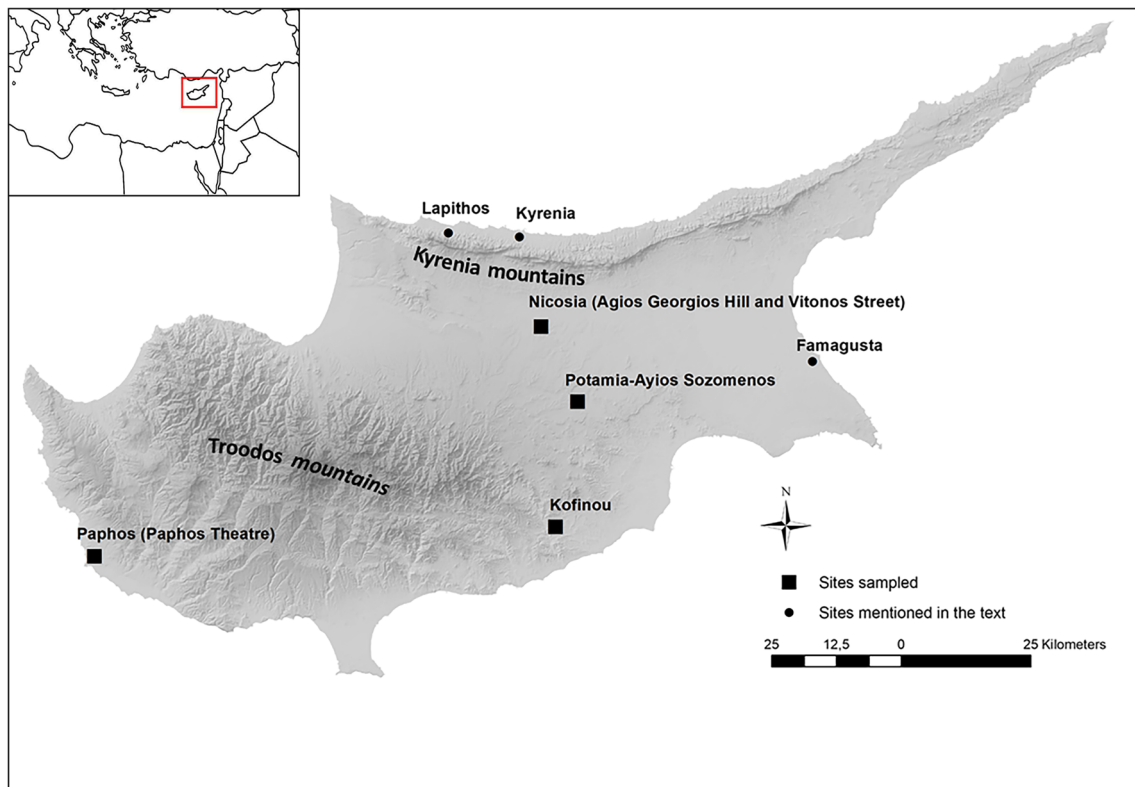 Lapithos
Kyrenia
Kyrenia mountains
Nicosia (Agios Georgios Hill and Vitonos Street)
Famagusta
Potamia-Ayios Sozomenos
Troodos mountains
Kofinou
Paphos (Paphos Theatre)
N
Sites sampled
Sites mentioned in the text
25 12,5 0 25 Kilometers